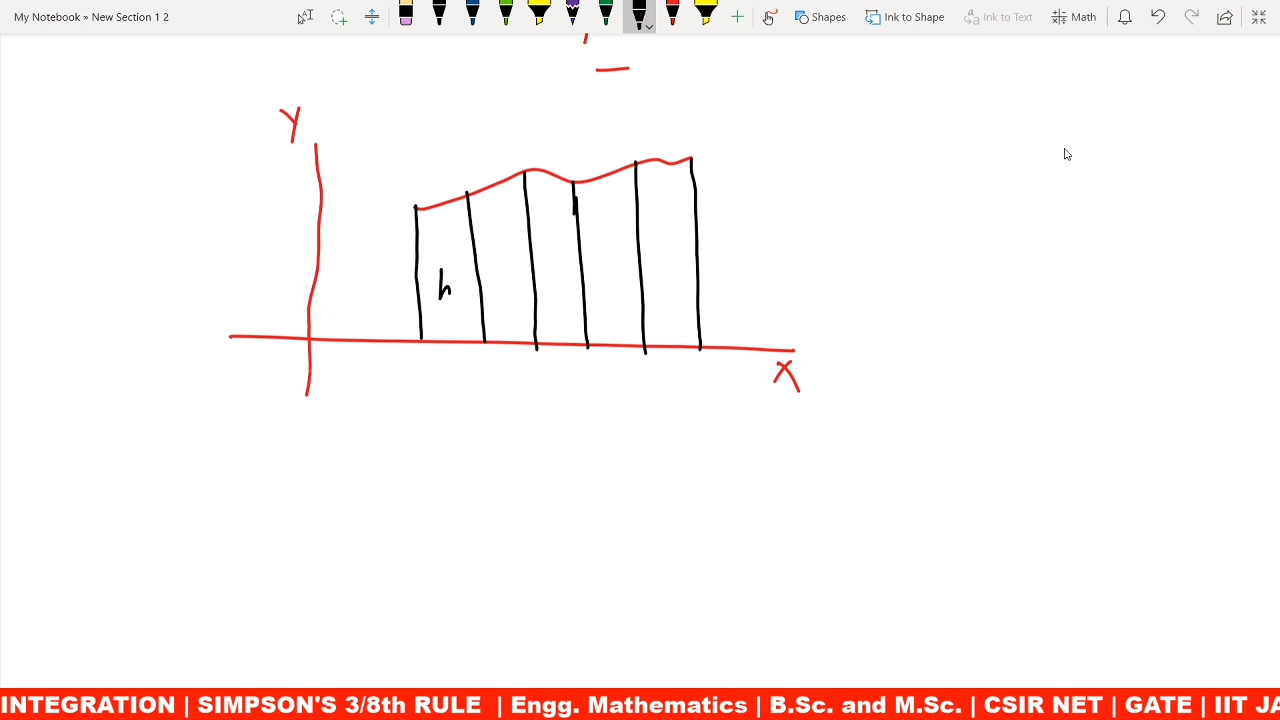 My Notebook » New Section 1 2
Shapes
Ink to Shape
Ink to Text
Math
Y
h
X
INTEGRATION | SIMPSON'S 3/8th RULE | Engg. Mathematics | B.Sc. and M.Sc. | CSIR NET | GATE | IIT JA